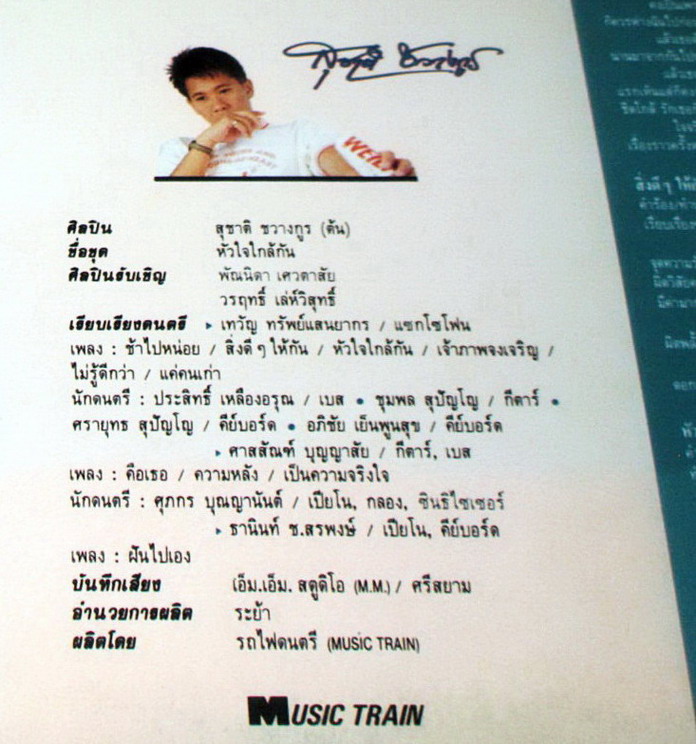 สุชาติ ชวางกูร
WEILL
ศิลปิน สุชาติ ชวางกูร (ต้น)
ชื่อชุด หัวใจใกล้กัน
ศิลปินรับเชิญ พัณนิดา เศวตาสัย
วรฤทธิ์ เล่ห์วิสุทธิ์
เรียบเรียงดนตรี ▸ เทวัญ ทรัพย์แสนยากร / แซกโซโฟน
เพลง : ช้าไปหน่อย / สิ่งดีๆ ให้กัน / หัวใจใกล้กัน / เจ้าภาพจงเจริญ /
ไม่รู้ดีกว่า / แค่คนเก่า
นักดนตรี : ประสิทธิ์ เหลืองอรุณ / เบส • ชุมพล สุปัญโญ / กีตาร์ •
ศรายุทธ สุปัญโญ / คีย์บอร์ด • อภิชัย เย็นพูนสุข / คีย์บอร์ด
▸ ศาสสัณฑ์ บุญญาสัย / กีตาร์, เบส
เพลง : คือเธอ / ความหลัง / เป็นความจริงใจ
นักดนตรี : ศุภกร บุณญานันต์ / เปียโน, กลอง, ซินธิไซเซอร์
▸ ธานินท์ ช.สรพงษ์ / เปียโน, คีย์บอร์ด
เพลง : ฝันไปเอง
บันทึกเสียง เอ็ม.เอ็ม. สตูดิโอ (M.M.) / ศรีสยาม
อำนวยการผลิต ระย้า
ผลิตโดย รถไฟดนตรี (MUSIC TRAIN)
MUSIC TRAIN